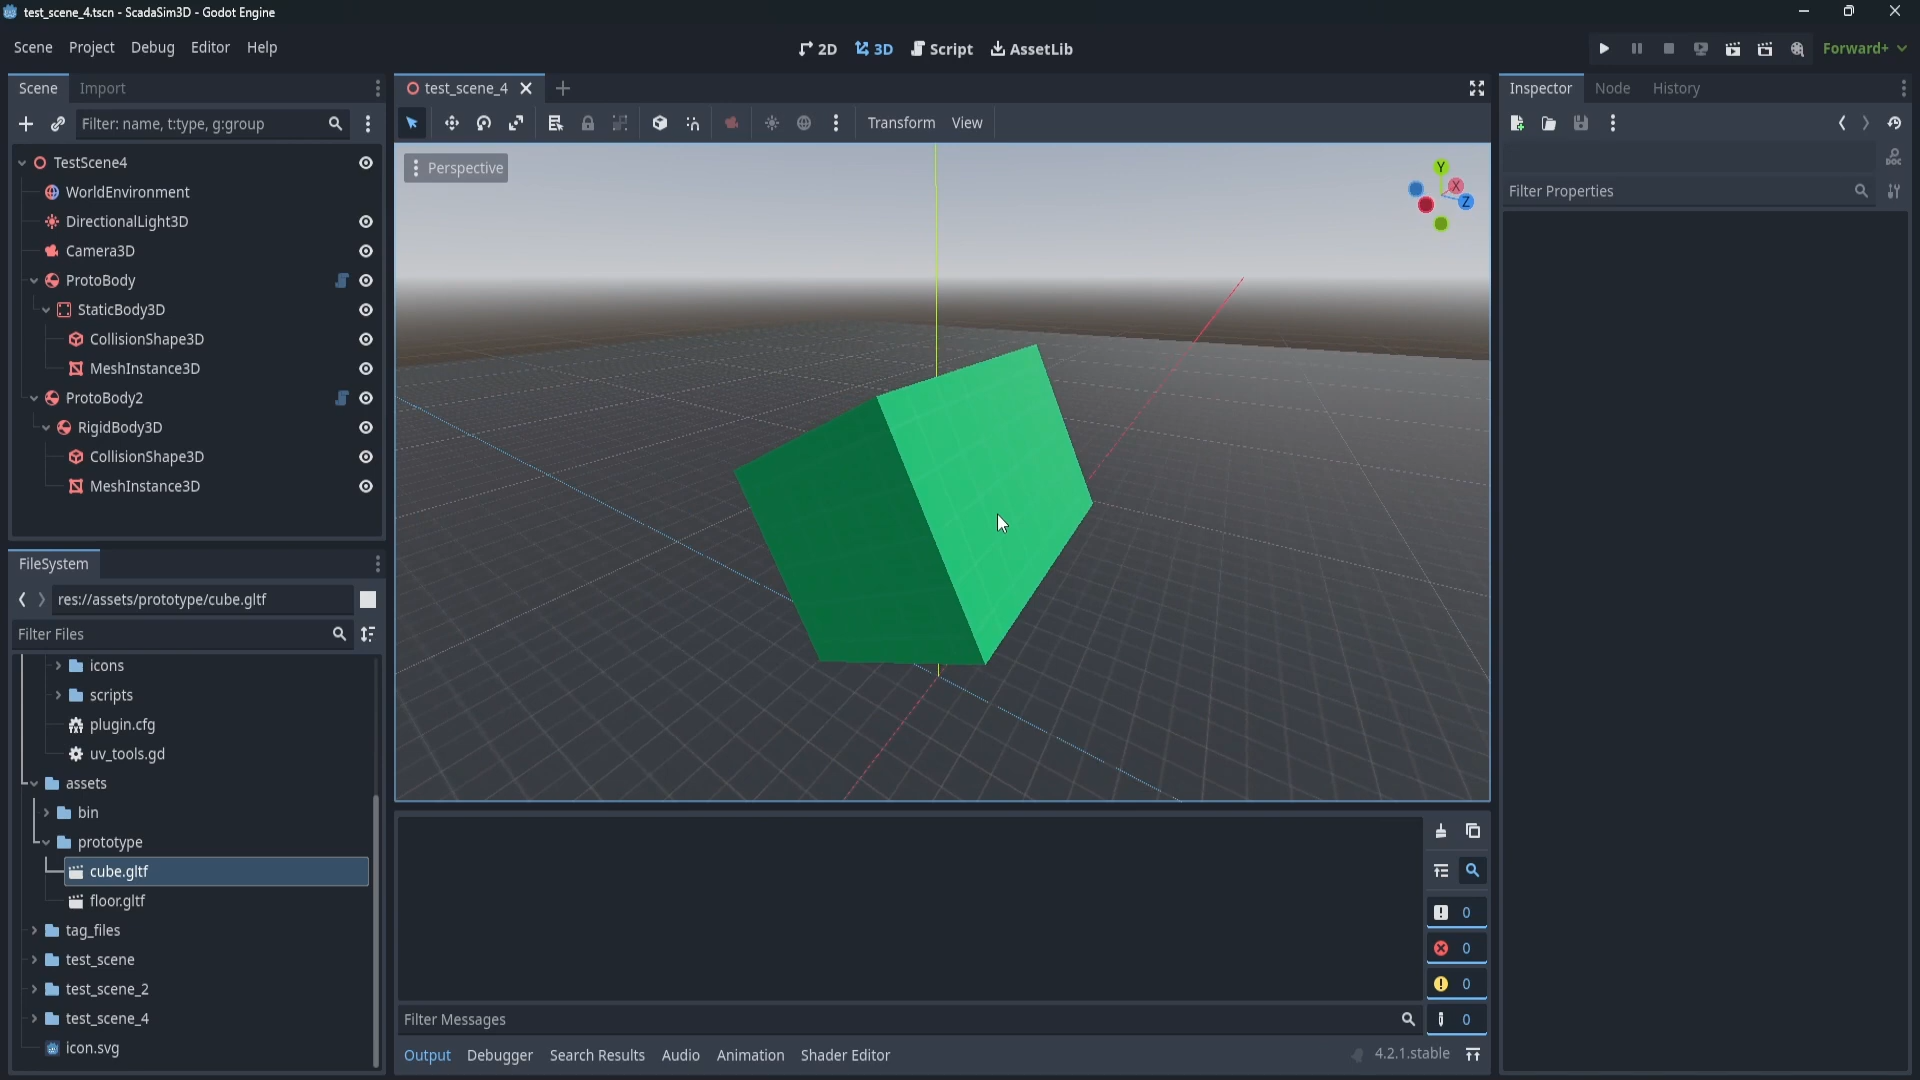 test_scene_4.tscn - ScadaSim3D - Godot Engine
Scene Project Debug Editor Help
2D 3D Script AssetLib
Forward+
Scene Import
Filter: name, t:type, g:group
TestScene4
WorldEnvironment
DirectionalLight3D
Camera3D
ProtoBody
StaticBody3D
CollisionShape3D
MeshInstance3D
ProtoBody2
RigidBody3D
CollisionShape3D
MeshInstance3D
FileSystem
res://assets/prototype/cube.gltf
Filter Files
icons
scripts
plugin.cfg
uv_tools.gd
assets
bin
prototype
cube.gltf
floor.gltf
tag_files
test_scene
test_scene_2
test_scene_4
icon.svg
test_scene_4
Transform View
Perspective
Y
X
Z
0
0
0
0
Filter Messages
Output Debugger Search Results Audio Animation Shader Editor
4.2.1.stable
Inspector Node History
DOC
Filter Properties